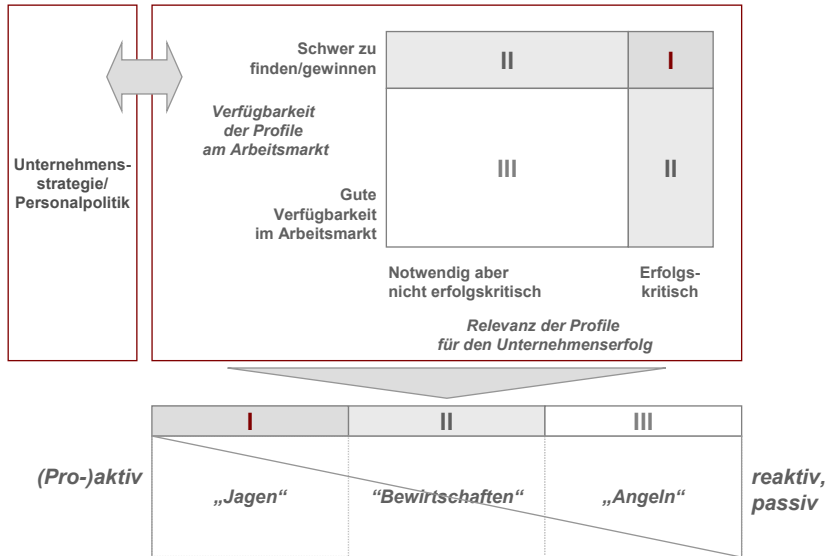 Schwer zu
finden/gewinnen
II
I
Verfügbarkeit
der Profile
am Arbeitsmarkt
Unternehmens-
strategie/
Personalpolitik
III
II
Gute
Verfügbarkeit
im Arbeitsmarkt
Notwendig aber
nicht erfolgskritisch
Erfolgs-
kritisch
Relevanz der Profile
für den Unternehmenserfolg
I
II
III
(Pro-)aktiv
„Jagen“
“Bewirtschaften“
„Angeln“
reaktiv,
passiv